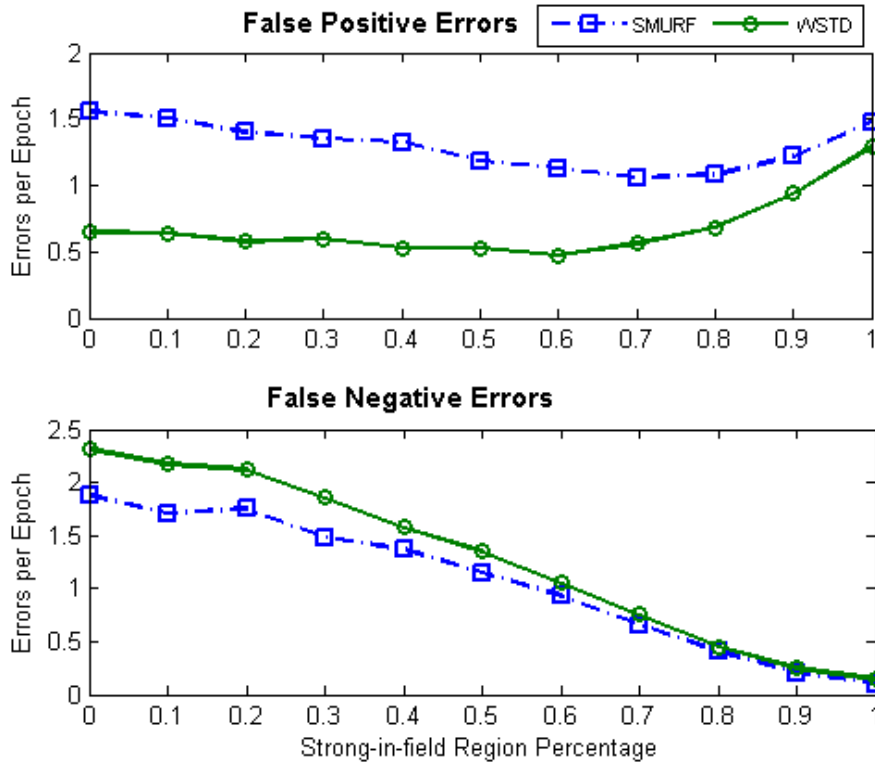 False Positive Errors
SMURF
WSTD
Errors per Epoch
2
1.5
1
0.5
0
0 0.1 0.2 0.3 0.4 0.5 0.6 0.7 0.8 0.9 1
False Negative Errors
Errors per Epoch
2.5
2
1.5
1
0.5
0
0 0.1 0.2 0.3 0.4 0.5 0.6 0.7 0.8 0.9 1
Strong-in-field Region Percentage